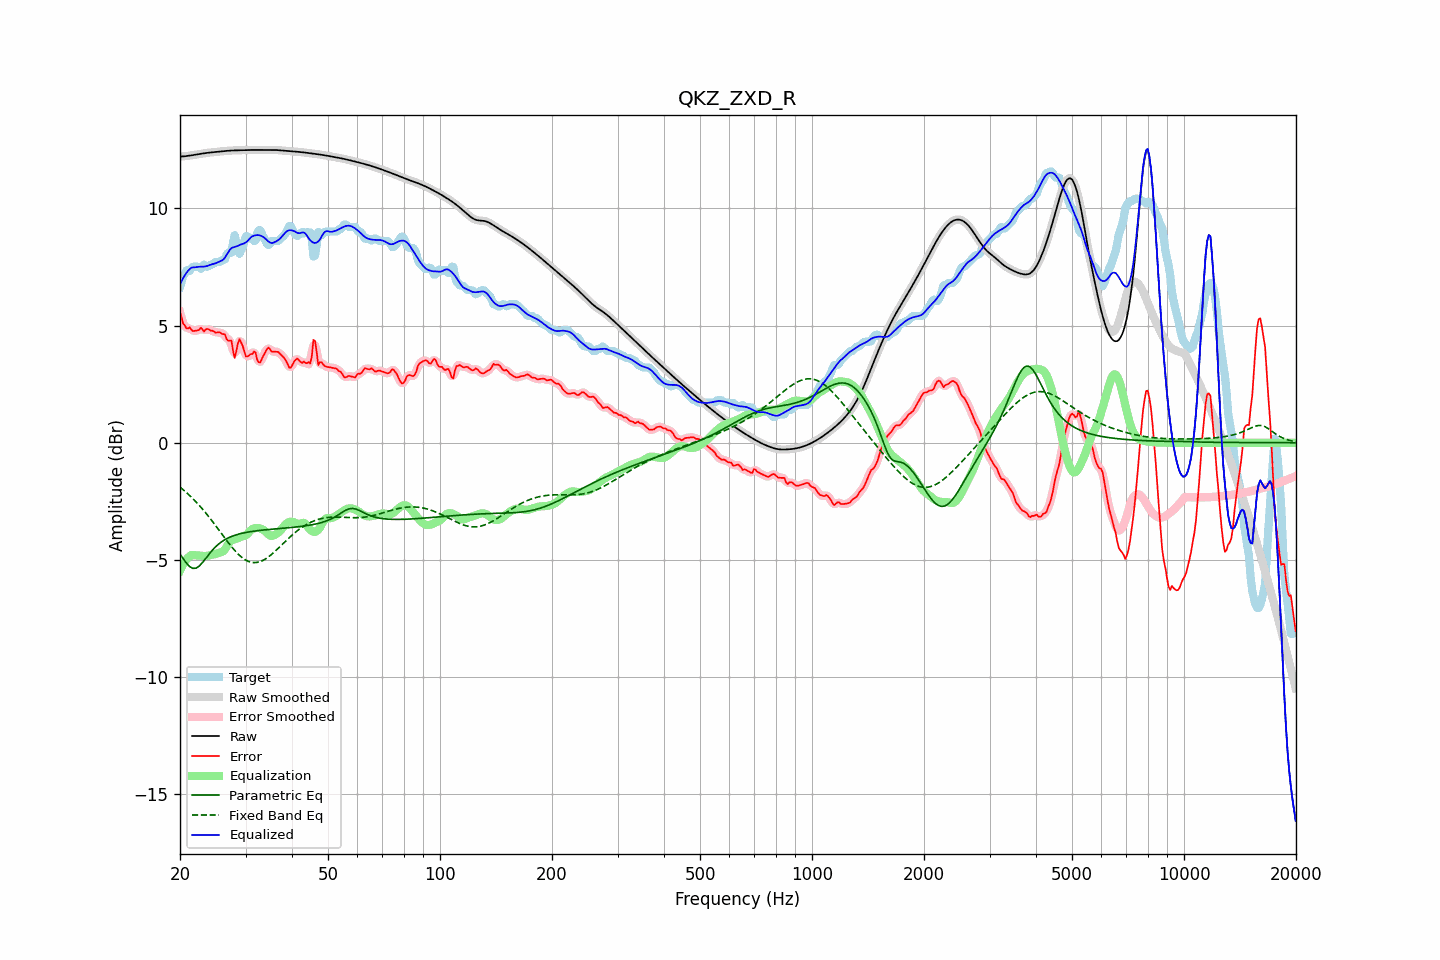 QKZ_ZXD_R
Amplitude (dBr)
10
5
0
−5
−10
−15
Target
Raw Smoothed
Error Smoothed
Raw
Error
Equalization
Parametric Eq
Fixed Band Eq
Equalized
20 50 100 200 500 1000 2000 5000 10000 20000
Frequency (Hz)